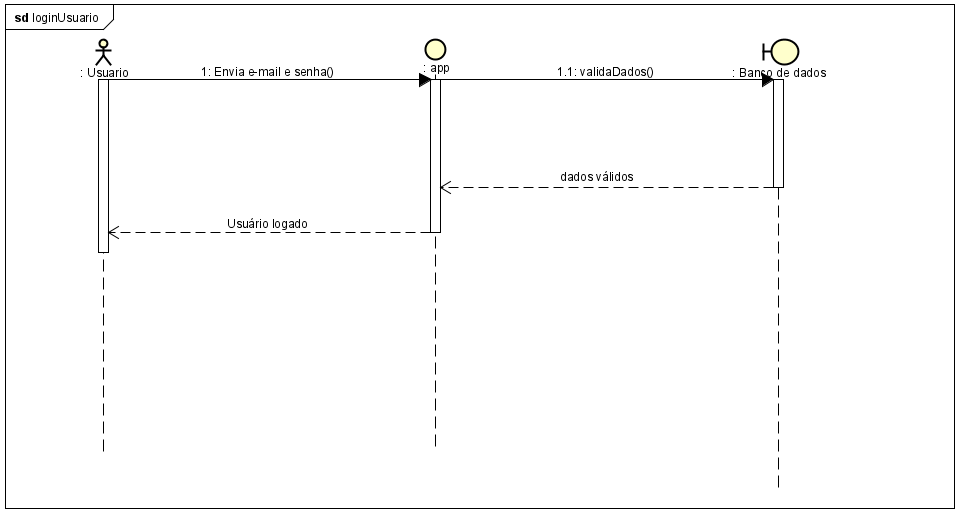 sd loginUsuario
: Usuario
: app
: Banco de dados
1: Envia e-mail e senha()
1.1: validaDados()
dados válidos
Usuário logado